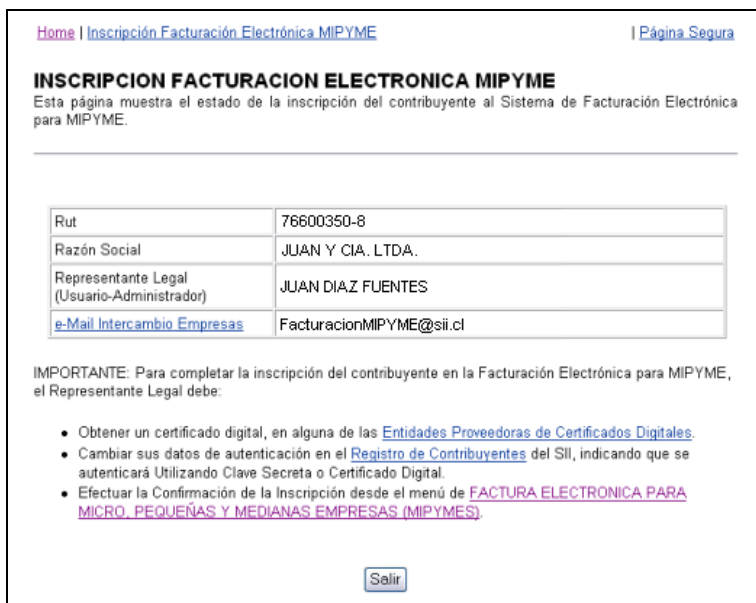 Home | Inscripción Facturación Electrónica MIPYME | Página Segura
INSCRIPCION FACTURACION ELECTRONICA MIPYME
Esta página muestra el estado de la inscripción del contribuyente al Sistema de Facturación Electrónica
para MIPYME.
Rut 76600350-8
Razón Social JUAN Y CIA. LTDA.
Representante Legal
(Usuario-Administrador) JUAN DIAZ FUENTES
e-Mail Intercambio Empresas FacturacionMIPYME@sii.cl
IMPORTANTE: Para completar la inscripción del contribuyente en la Facturación Electrónica para MIPYME,
el Representante Legal debe:
• Obtener un certificado digital, en alguna de las Entidades Proveedoras de Certificados Digitales.
• Cambiar sus datos de autenticación en el Registro de Contribuyentes del SII, indicando que se
autenticará Utilizando Clave Secreta o Certificado Digital.
• Efectuar la Confirmación de la Inscripción desde el menú de FACTURA ELECTRONICA PARA
MICRO, PEQUEÑAS Y MEDIANAS EMPRESAS (MIPYMES).
Salir